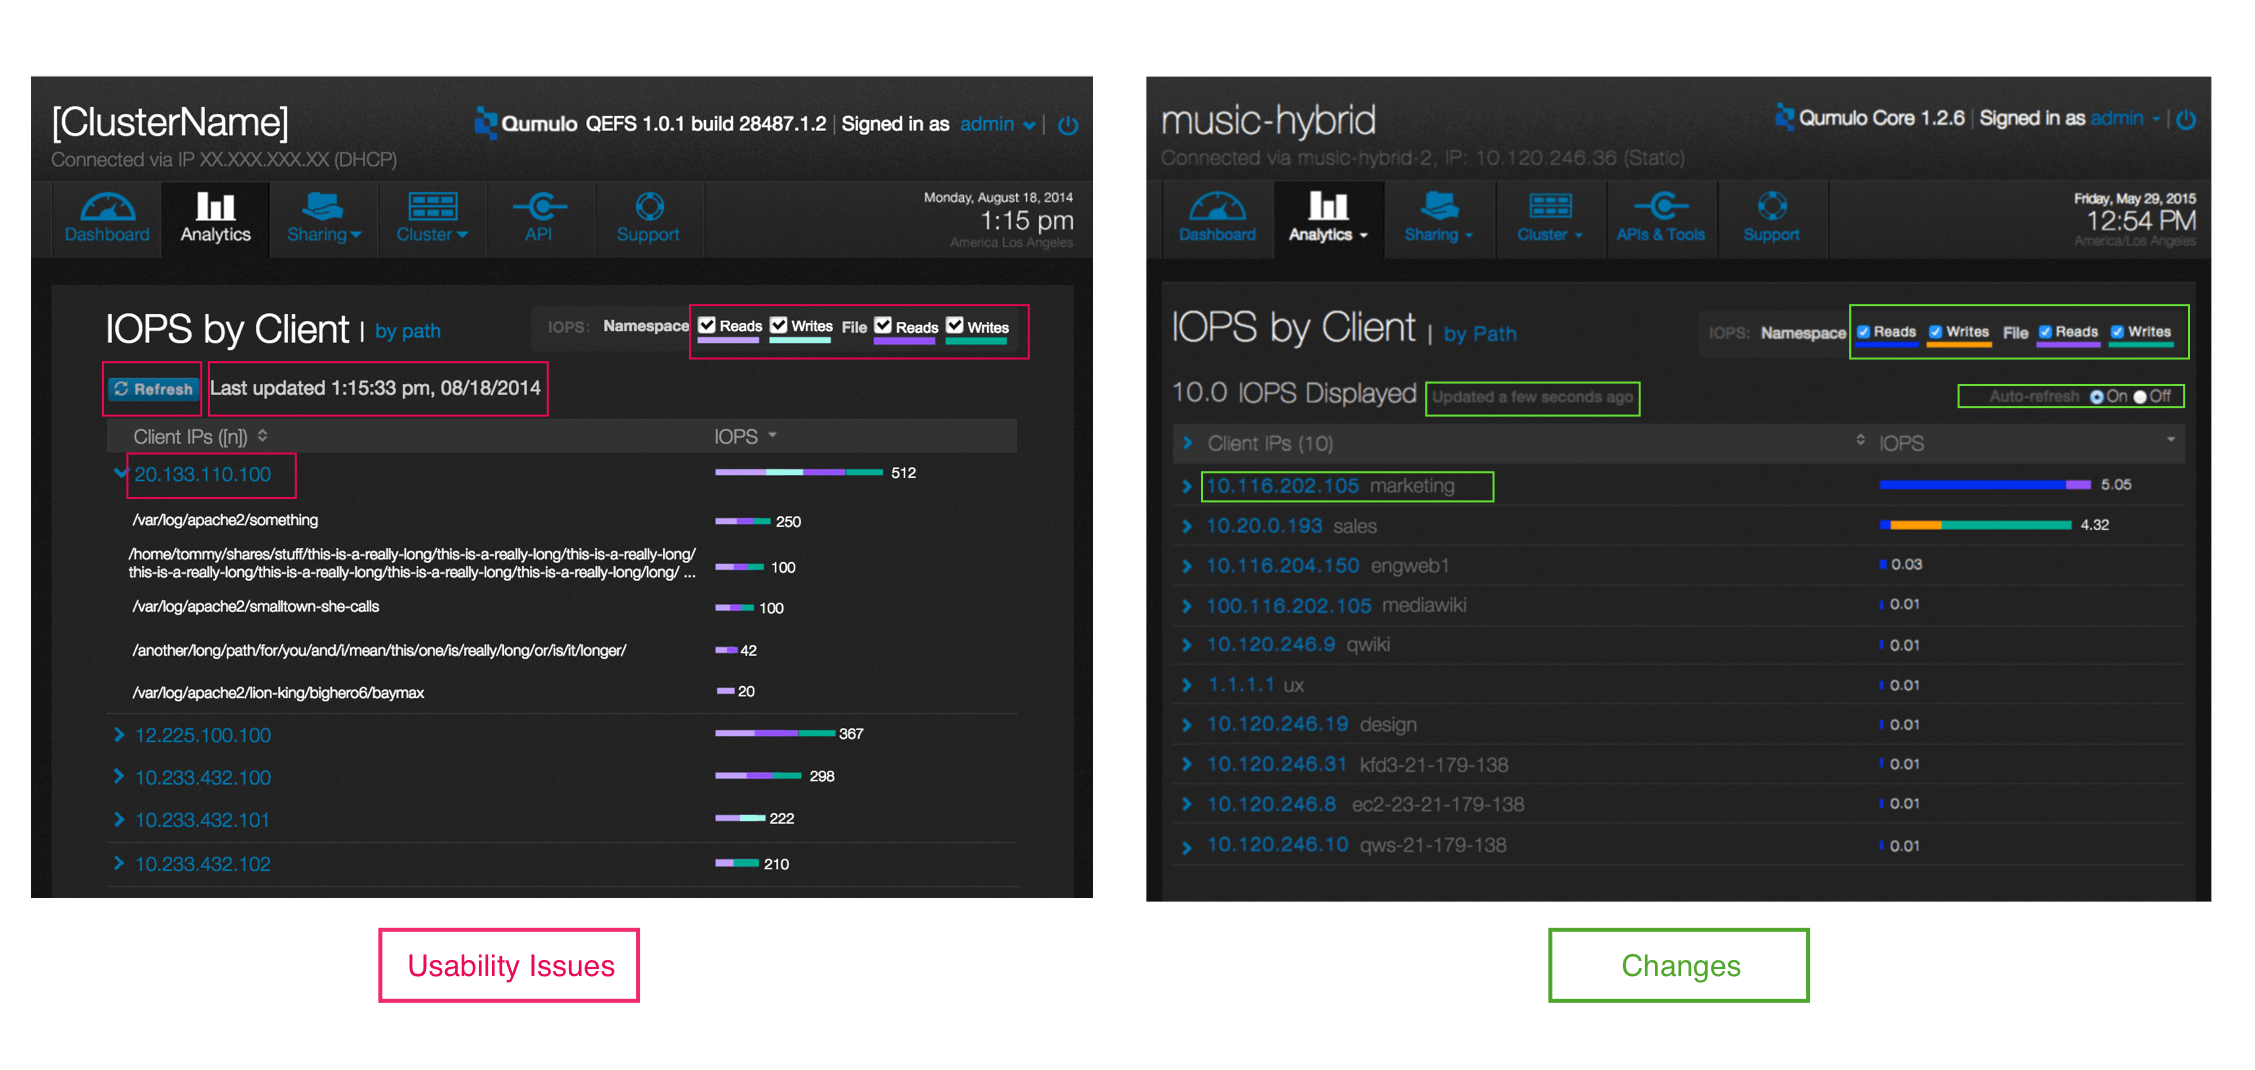 [ClusterName]
Qumulo QEFS 1.0.1 build 28487.1.2 | Signed in as admin |
Connected via IP XX.XXX.XXX.XX (DHCP)
Dashboard
Analytics
Sharing
Cluster
API
Support
Monday, August 18, 2014
1:15 pm
America Los Angeles
IOPS by Client | by path
IOPS: Namespace Reads Writes File Reads Writes
Refresh
Last updated 1:15:33 pm, 08/18/2014
Client IPs ([n]) IOPS
20.133.110.100 512
/var/log/apache2/something 250
/home/tommy/shares/stuff/this-is-a-really-long/this-is-a-really-long/this-is-a-really-long/
this-is-a-really-long/this-is-a-really-long/this-is-a-really-long/this-is-a-really-long/long/ ... 100
/var/log/apache2/smalltown-she-calls 100
/another/long/path/for/you/and/i/mean/this/one/is/really/long/or/is/it/longer/ 42
/var/log/apache2/lion-king/bighero6/baymax 20
12.225.100.100 367
10.233.432.100 298
10.233.432.101 222
10.233.432.102 210
Usability Issues
music-hybrid
Qumulo Core 1.2.6 | Signed in as admin |
Connected via music-hybrid-2, IP: 10.120.246.36 (Static)
Dashboard
Analytics
Sharing
Cluster
APIs & Tools
Support
Friday, May 29, 2015
12:54 PM
America/Los Angeles
IOPS by Client | by Path
IOPS: Namespace Reads Writes File Reads Writes
10.0 IOPS Displayed Updated a few seconds ago
Auto-refresh On Off
Client IPs (10) IOPS
10.116.202.105 marketing 5.05
10.20.0.193 sales 4.32
10.116.204.150 engweb1 0.03
100.116.202.105 mediawiki 0.01
10.120.246.9 qwiki 0.01
1.1.1.1 ux 0.01
10.120.246.19 design 0.01
10.120.246.31 kfd3-21-179-138 0.01
10.120.246.8 ec2-23-21-179-138 0.01
10.120.246.10 qws-21-179-138 0.01
Changes